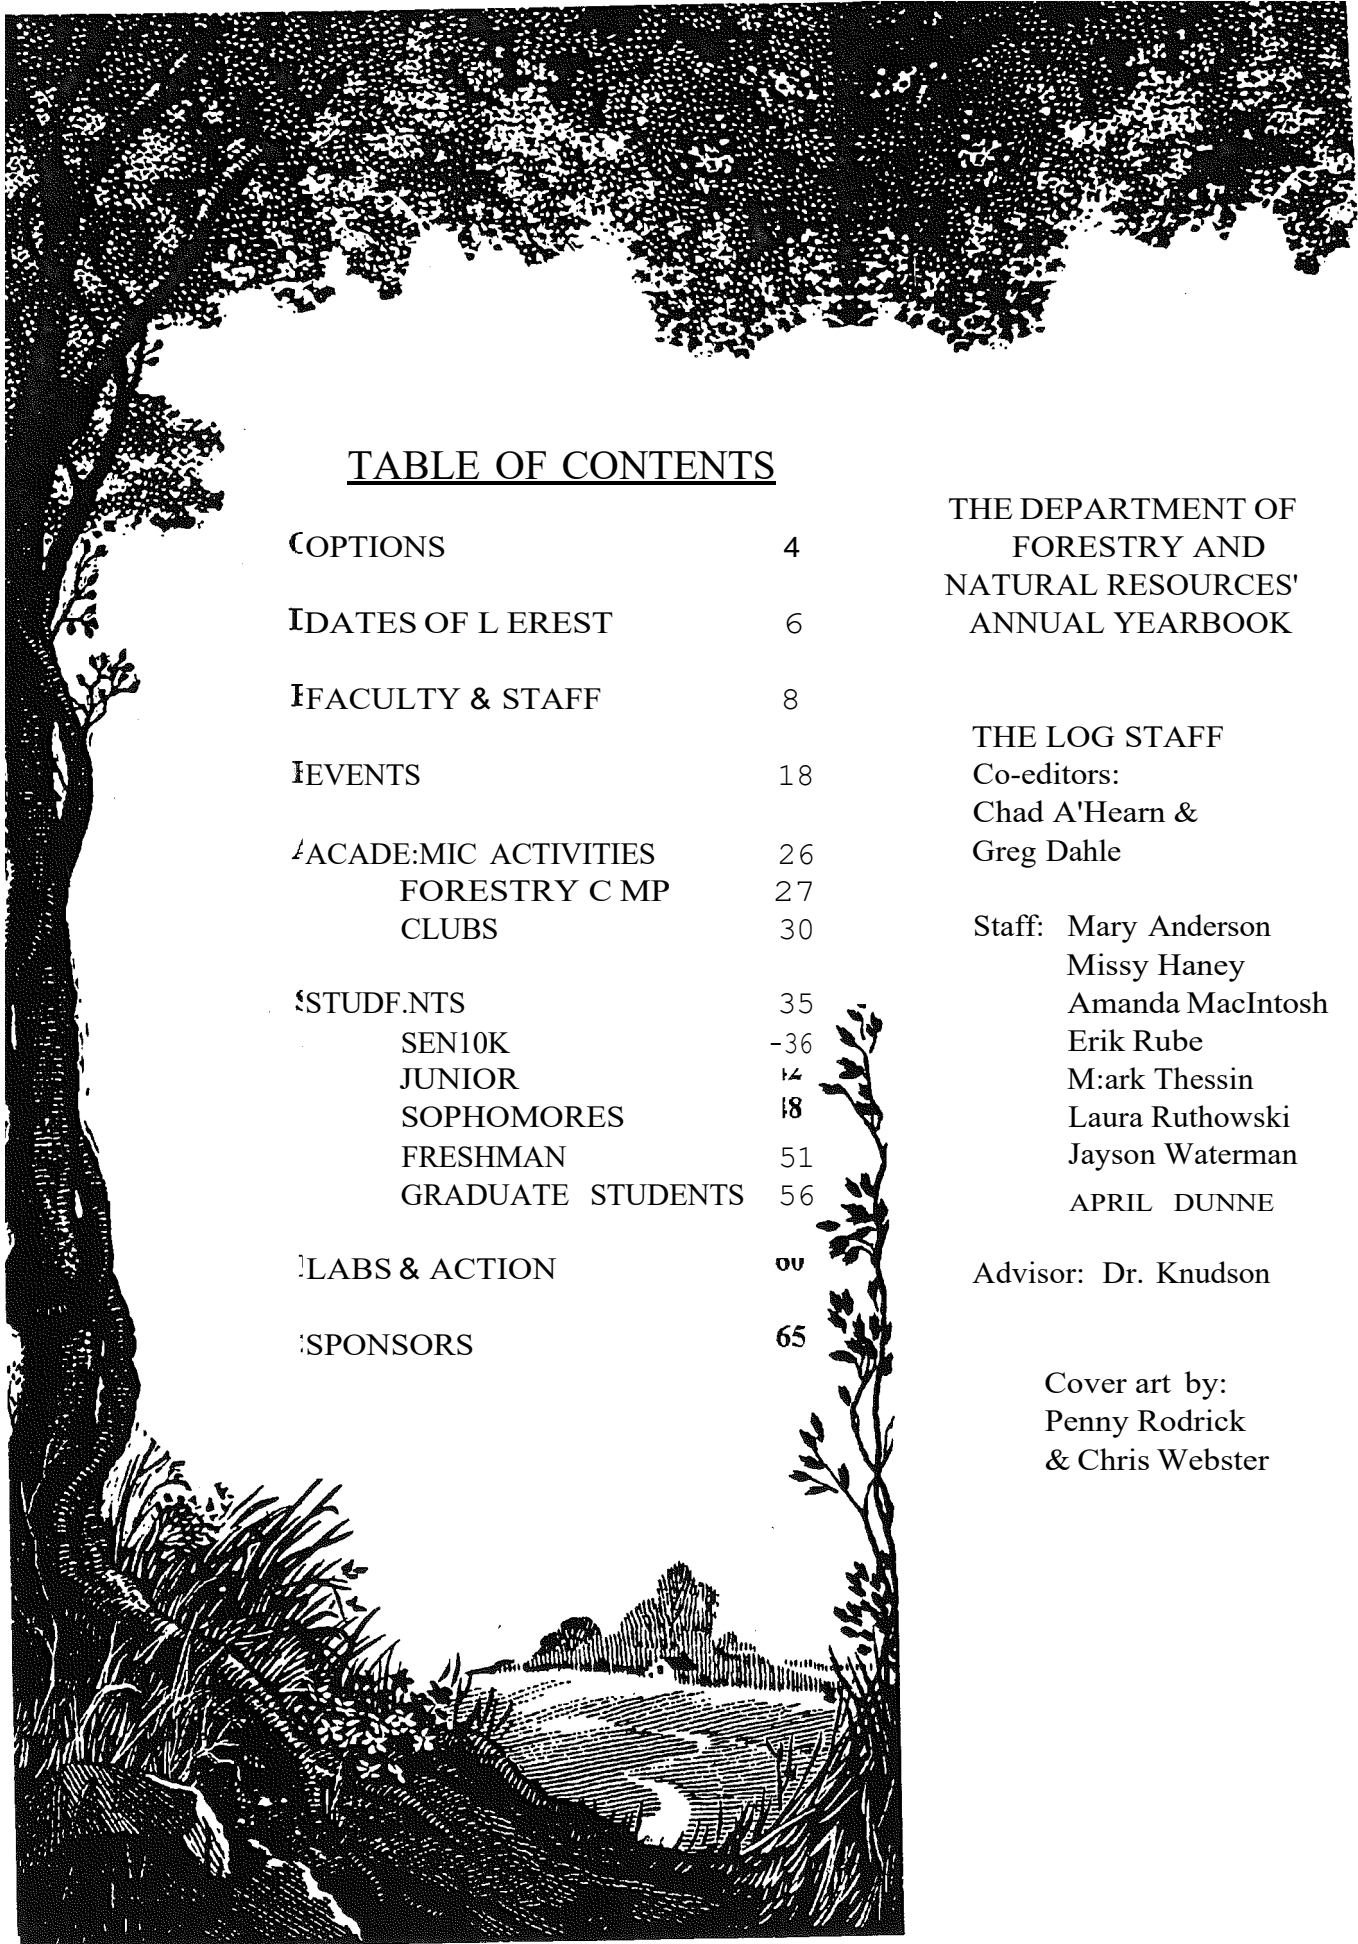 TABLE OF CONTENTS
OPTIONS 4
DATES OF L EREST 6
FACULTY & STAFF 8
EVENTS 18
ACADE:MIC ACTIVITIES 26
FORESTRY C MP 27
CLUBS 30
STUDF.NTS 35
SEN10K -36
JUNIOR
SOPHOMORES
FRESHMAN 51
GRADUATE STUDENTS 56
LABS & ACTION
SPONSORS 65
THE DEPARTMENT OF
FORESTRY AND
NATURAL RESOURCES'
ANNUAL YEARBOOK
THE LOG STAFF
Co-editors:
Chad A'Hearn &
Greg Dahle
Staff: Mary Anderson
Missy Haney
Amanda MacIntosh
Erik Rube
M:ark Thessin
Laura Ruthowski
Jayson Waterman
APRIL DUNNE
Advisor: Dr. Knudson
Cover art by:
Penny Rodrick
& Chris Webster